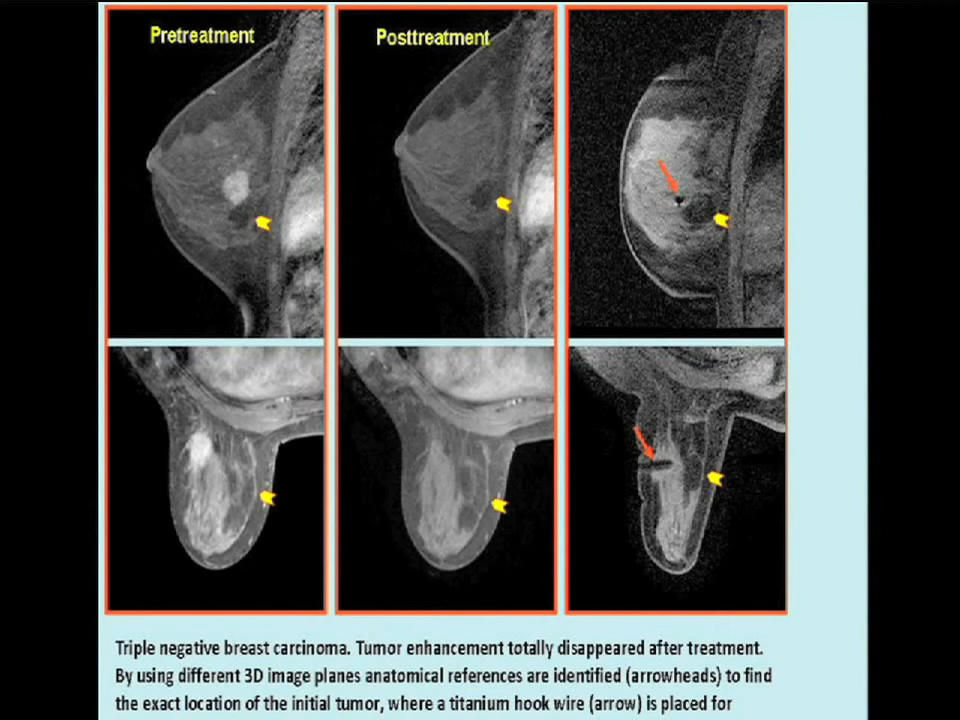 Pretreatment
Posttreatment
Triple negative breast carcinoma. Tumor enhancement totally disappeared after treatment.
By using different 3D image planes anatomical references are identified (arrowheads) to find
the exact location of the initial tumor, where a titanium hook wire (arrow) is placed for